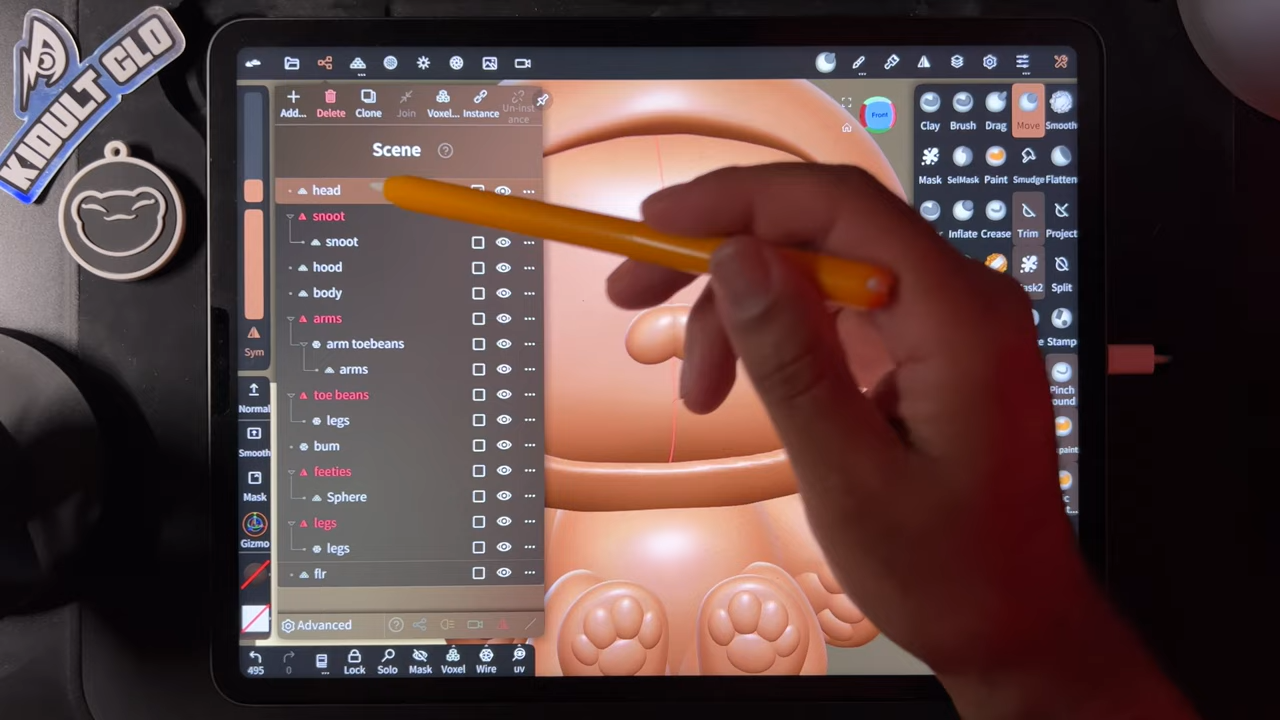 KIDULT CLO
Add...
Delete
Clone
Join
Voxel...
Instance
Un-inst
ance
Scene
head
snoot
snoot
hood
body
arms
arm toebeans
arms
toe beans
legs
bum
feeties
Sphere
legs
legs
flr
Advanced
Sym
Normal
Smooth
Mask
Gizmo
495
0
...
Lock
Solo
Mask
Voxel
Wire
uv
Front
Clay
Brush
Drag
Move
Smooth
Mask
SelMask
Paint
Smudge
Flatten
Inflate
Crease
Trim
Project
Split
Stamp
Pinch